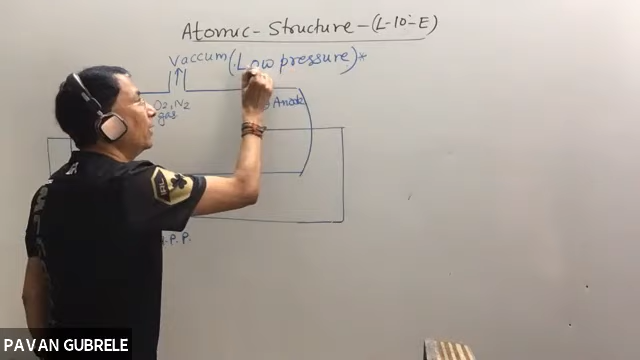 Atomic-Structure-(L-10-E)
Vaccum (Low pressure)*
O2, N2 Anode
gas
P.P.
PAVAN GUBRELE